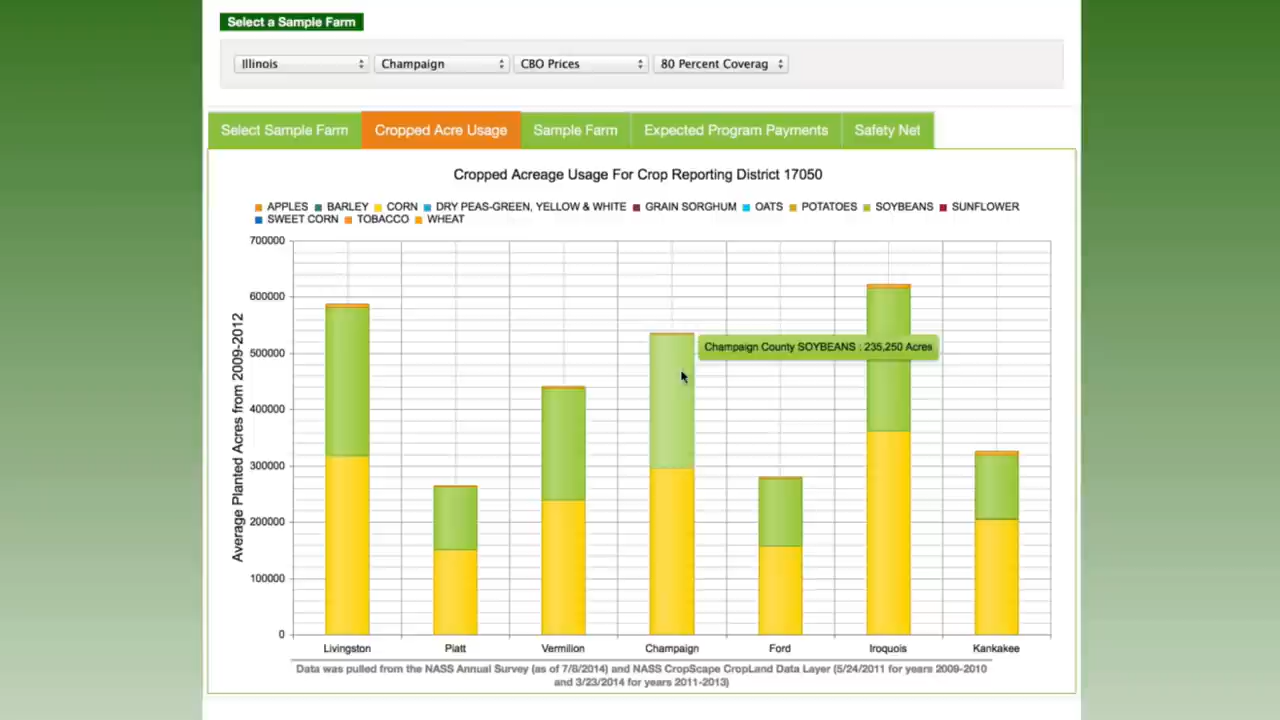 Select a Sample Farm
Illinois Champaign CBO Prices 80 Percent Coverag
Select Sample Farm Cropped Acre Usage Sample Farm Expected Program Payments Safety Net
Cropped Acreage Usage For Crop Reporting District 17050
APPLES BARLEY CORN DRY PEAS-GREEN, YELLOW & WHITE GRAIN SORGHUM OATS POTATOES SOYBEANS SUNFLOWER
SWEET CORN TOBACCO WHEAT
Average Planted Acres from 2009-2012
700000
600000
500000
400000
300000
200000
100000
0
Champaign County SOYBEANS : 235,250 Acres
Livingston Piatt Vermilion Champaign Ford Iroquois Kankakee
Data was pulled from the NASS Annual Survey (as of 7/8/2014) and NASS CropScape CropLand Data Layer (5/24/2011 for years 2009-2010
and 3/23/2014 for years 2011-2013)